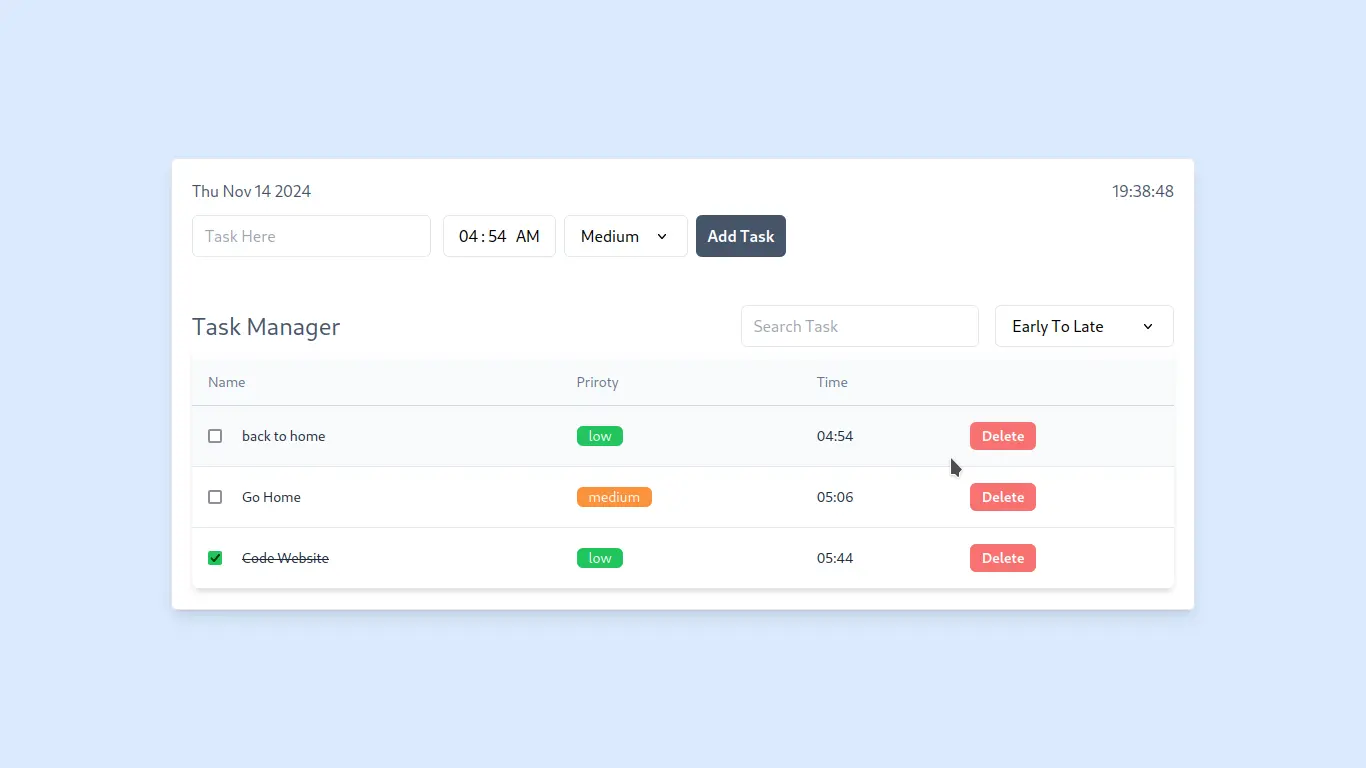 Thu Nov 14 2024 19:38:48
Task Here 04:54 AM Medium Add Task
Task Manager Search Task Early To Late
Name Priroty Time
back to home low 04:54 Delete
Go Home medium 05:06 Delete
Code Website low 05:44 Delete